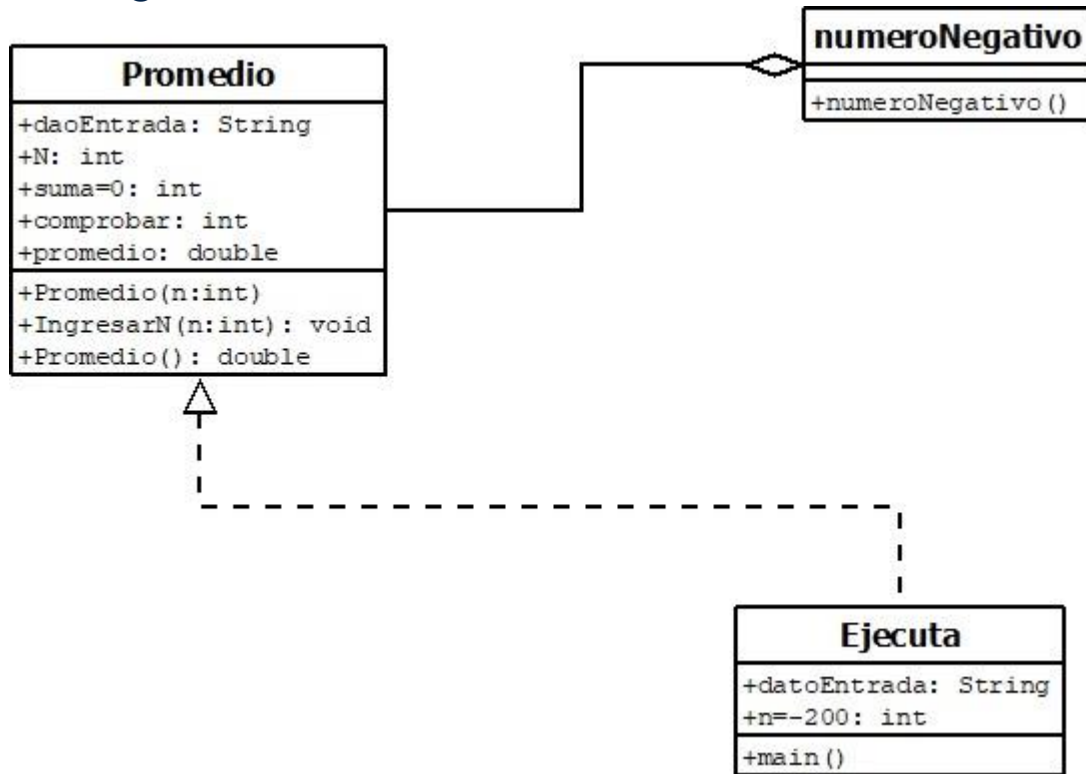 Promedio
+daoEntrada: String
+N: int
+suma=0: int
+comprobar: int
+promedio: double
+Promedio(n:int)
+IngresarN(n:int): void
+Promedio(): double
numeroNegativo
+numeroNegativo()
Ejecuta
+datoEntrada: String
+n=-200: int
+main()